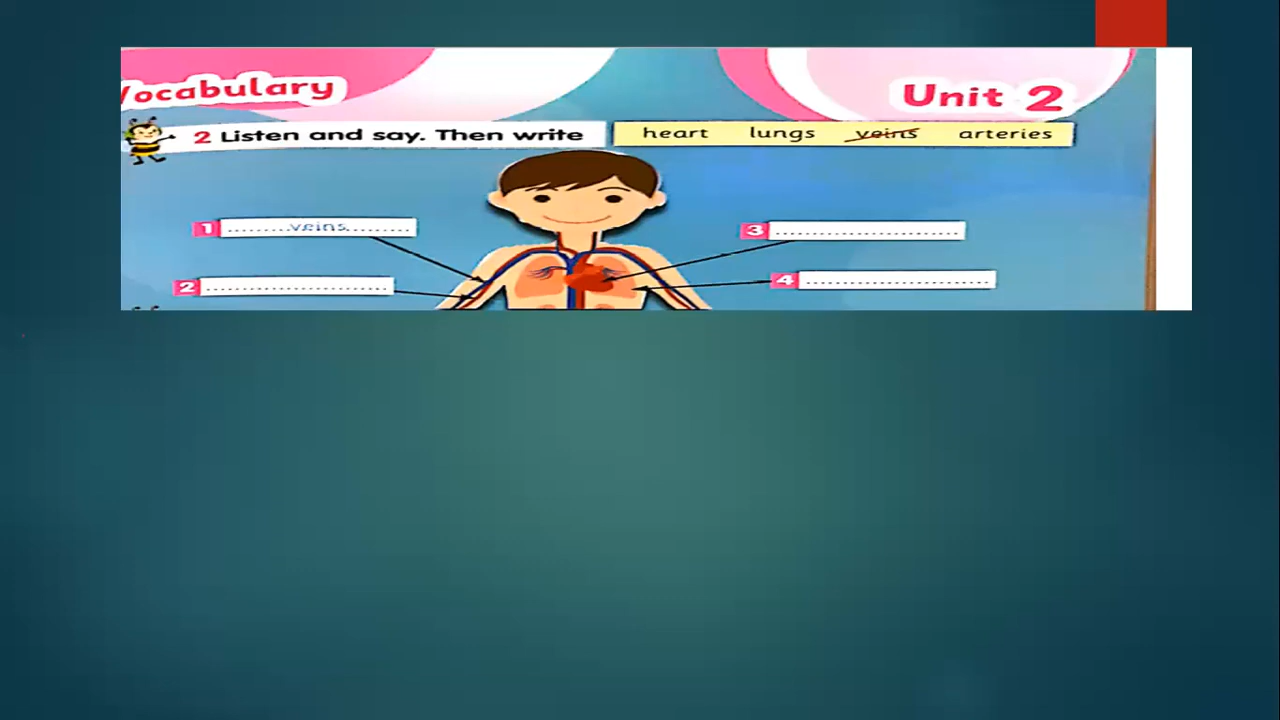 Vocabulary
Unit 2
2 Listen and say. Then write
heart lungs veins arteries
1 ......veins..........
3 ........................
2 ........................
4 ........................